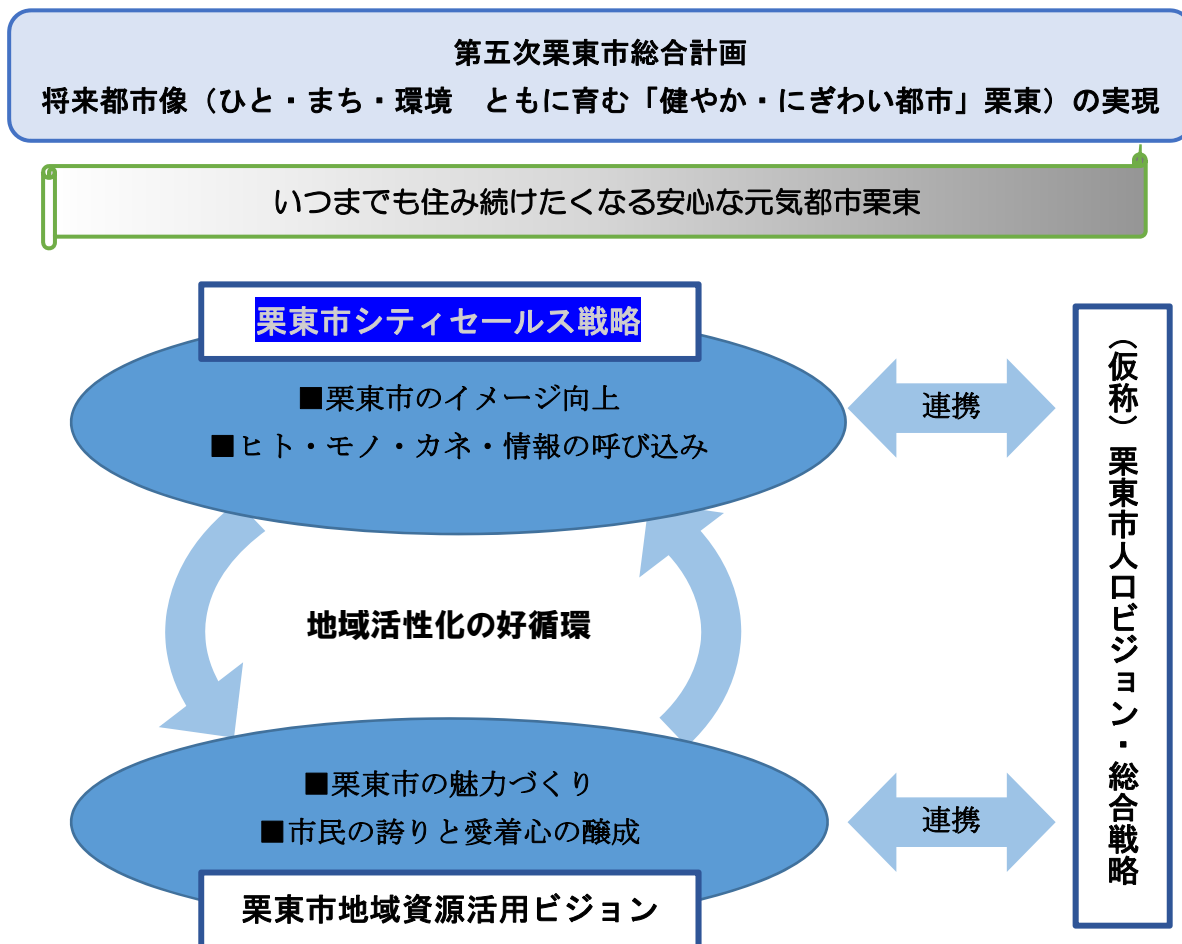 第五次栗東市総合計画
将来都市像（ひと・まち・環境　ともに育む「健やか・にぎわい都市」栗東）の実現
いつまでも住み続けたくなる安心な元気都市栗東
栗東市シティセールス戦略
■栗東市のイメージ向上
■ヒト・モノ・カネ・情報の呼び込み
連携
地域活性化の好循環
■栗東市の魅力づくり
■市民の誇りと愛着心の醸成
連携
栗東市地域資源活用ビジョン
（仮称）栗東市人口ビジョン・総合戦略